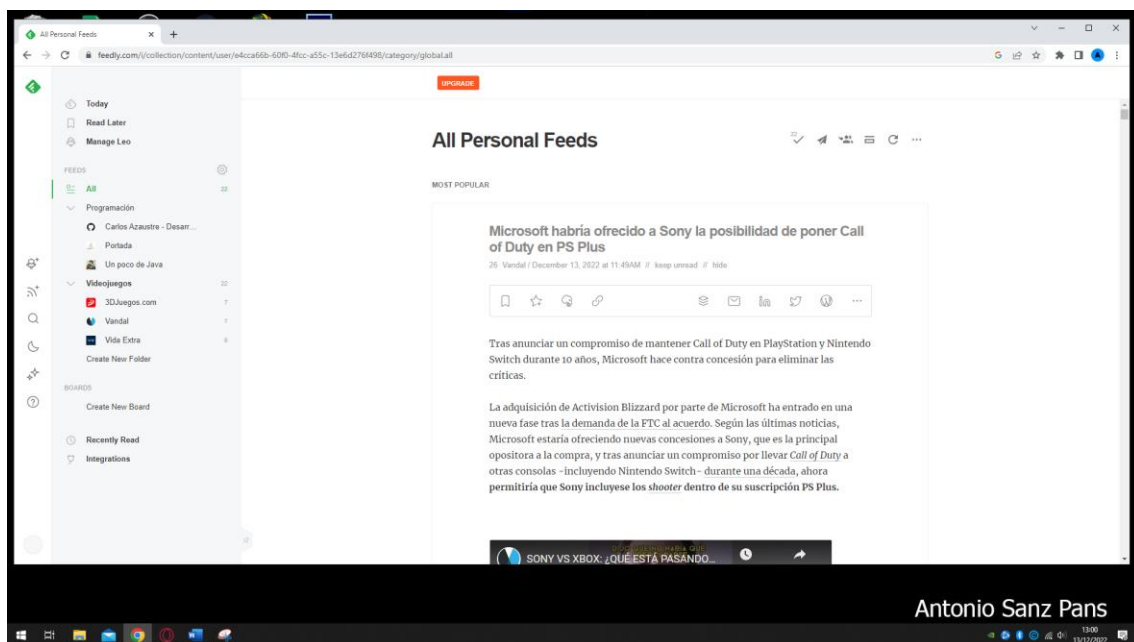 All Personal Feeds
feedly.com/i/collection/content/user/e4cca66b-60f0-4fcc-a55c-13e6d276f498/category/global.all
UPGRADE
Today
Read Later
Manage Leo
FEEDS
All 22
Programación
Carlos Azaustre - Desarr...
Portada
Un poco de Java
Videojuegos 22
3DJuegos.com 7
Vandal 7
Vida Extra 8
Create New Folder
BOARDS
Create New Board
Recently Read
Integrations
All Personal Feeds
22
MOST POPULAR
Microsoft habría ofrecido a Sony la posibilidad de poner Call
of Duty en PS Plus
26 Vandal / December 13, 2022 at 11:49AM // keep unread // hide
Tras anunciar un compromiso de mantener Call of Duty en PlayStation y Nintendo
Switch durante 10 años, Microsoft hace contra concesión para eliminar las
críticas.
La adquisición de Activision Blizzard por parte de Microsoft ha entrado en una
nueva fase tras la demanda de la FTC al acuerdo. Según las últimas noticias,
Microsoft estaría ofreciendo nuevas concesiones a Sony, que es la principal
opositora a la compra, y tras anunciar un compromiso por llevar Call of Duty a
otras consolas -incluyendo Nintendo Switch- durante una década, ahora
permitiría que Sony incluyese los shooter dentro de su suscripción PS Plus.
SONY VS XBOX: ¿QUÉ ESTÁ PASANDO...
Antonio Sanz Pans
13:00
13/12/2022